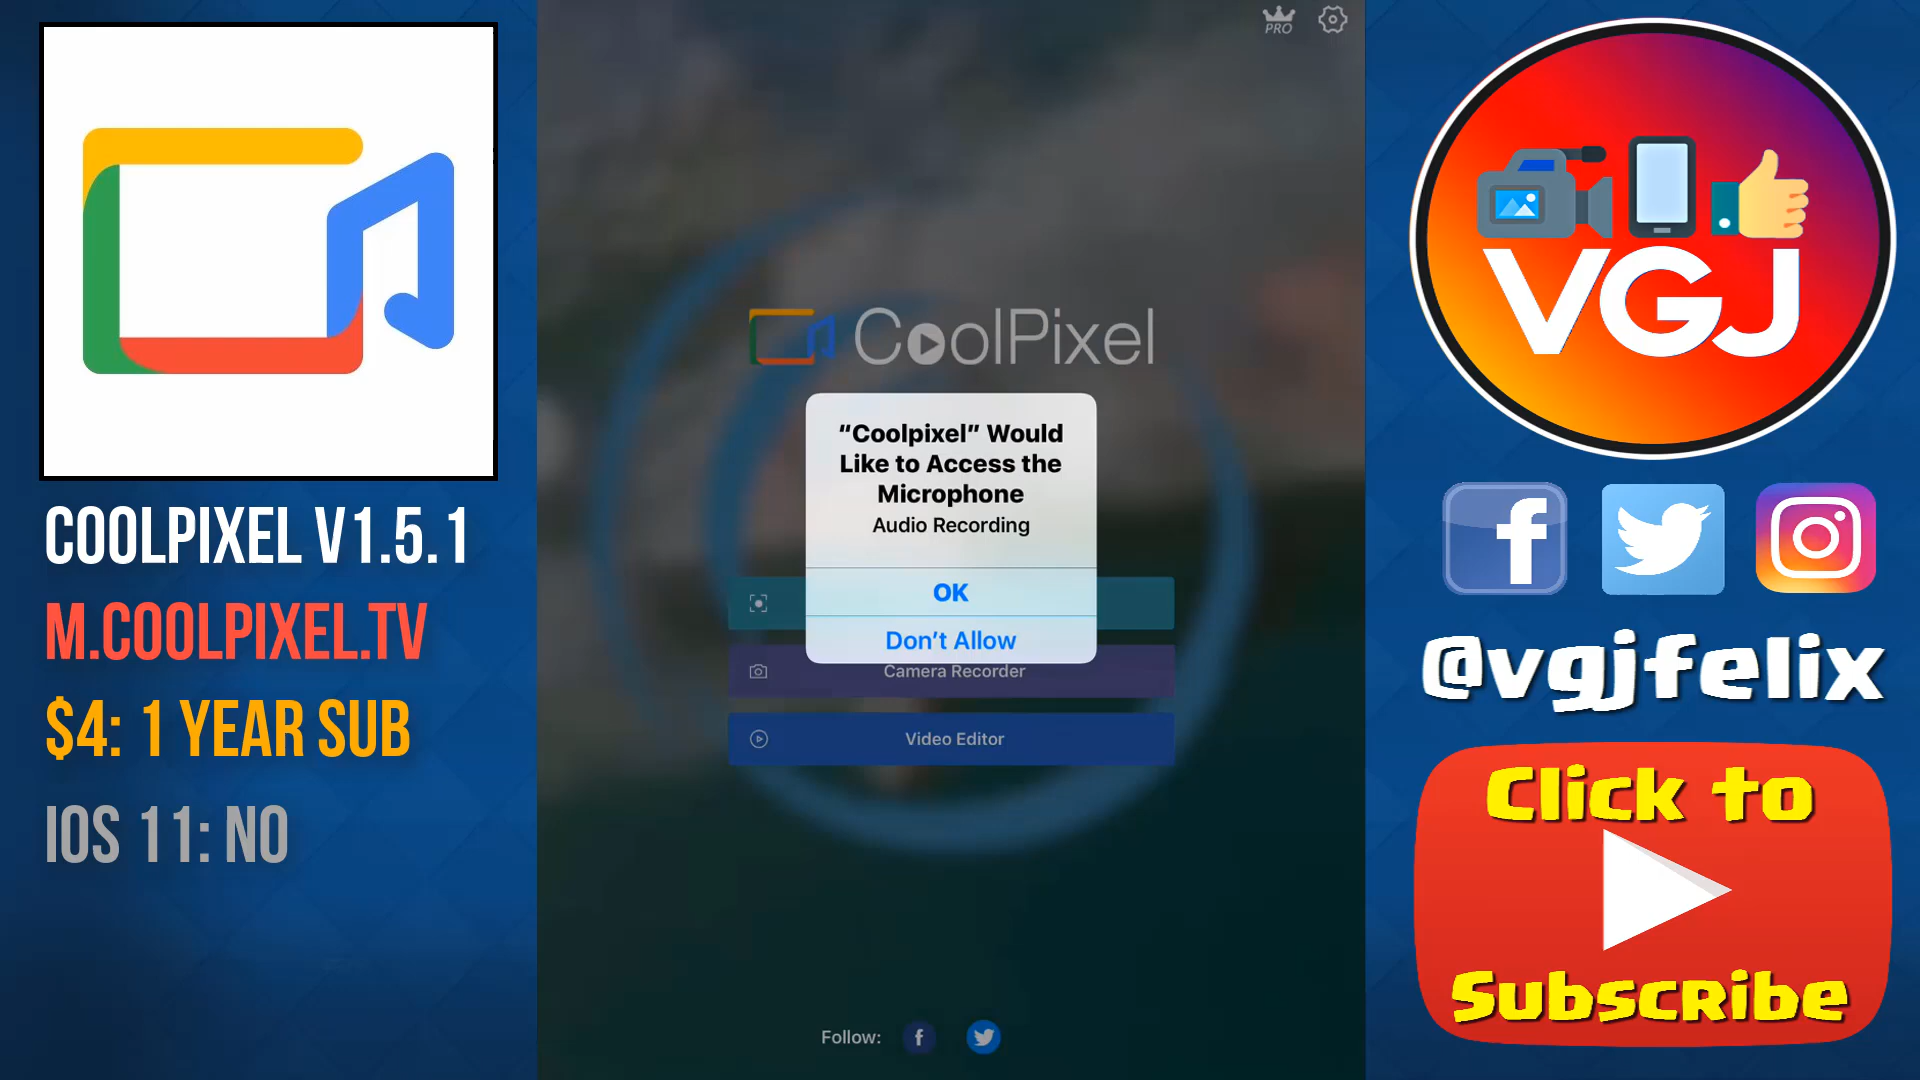 COOLPIXEL V1.5.1
M.COOLPIXEL.TV
$4: 1 YEAR SUB
IOS 11: NO
PRO
CoolPixel
“Coolpixel” Would
Like to Access the
Microphone
Audio Recording
OK
Don’t Allow
Camera Recorder
Video Editor
Follow:
VGJ
@vgjfelix
Click to
Subscribe